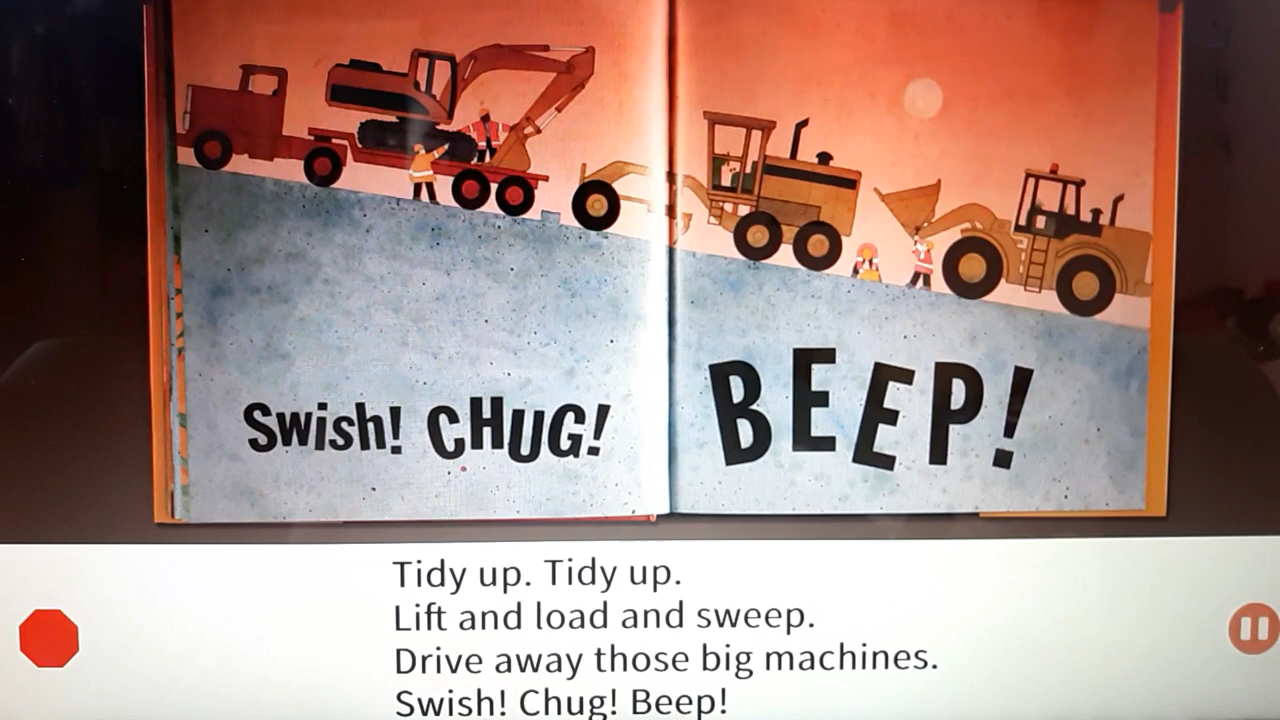 Swish! CHUG!
BEEP!
Tidy up. Tidy up.
Lift and load and sweep.
Drive away those big machines.
Swish! Chug! Beep!